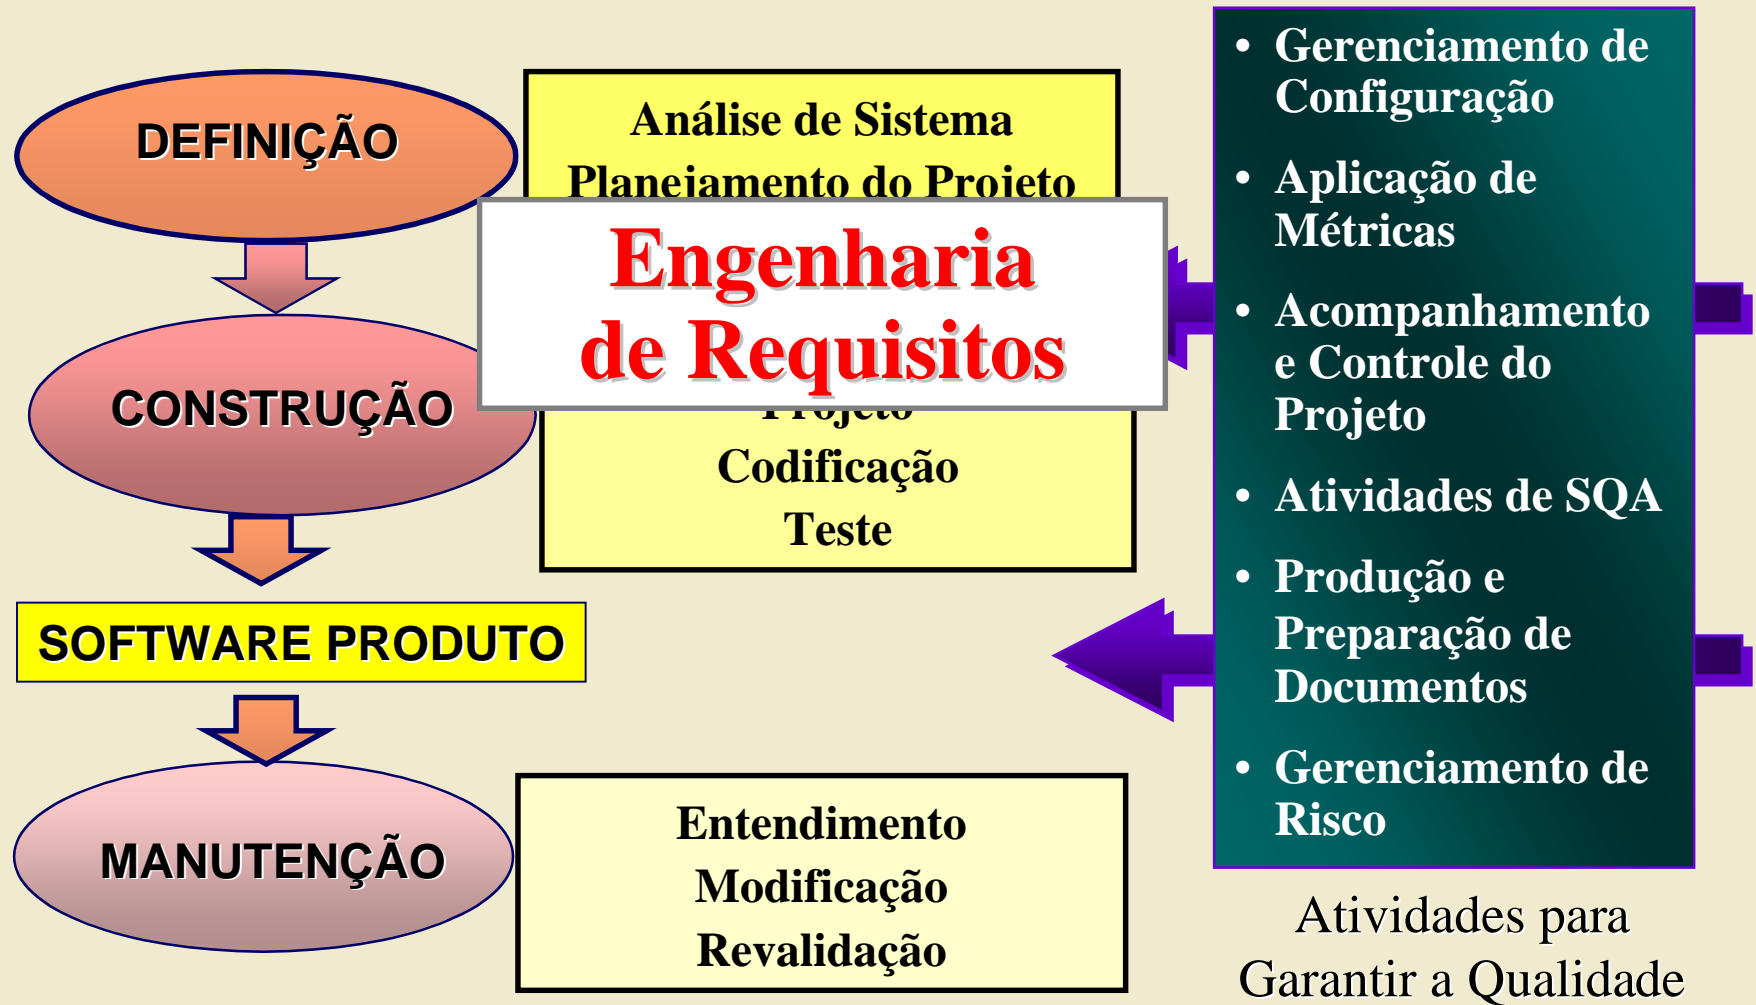 DEFINIÇÃO
Análise de Sistema
Planejamento do Projeto
Engenharia
de Requisitos
CONSTRUÇÃO
Projeto
Codificação
Teste
SOFTWARE PRODUTO
MANUTENÇÃO
Entendimento
Modificação
Revalidação
• Gerenciamento de
Configuração
• Aplicação de
Métricas
• Acompanhamento
e Controle do
Projeto
• Atividades de SQA
• Produção e
Preparação de
Documentos
• Gerenciamento de
Risco
Atividades para
Garantir a Qualidade